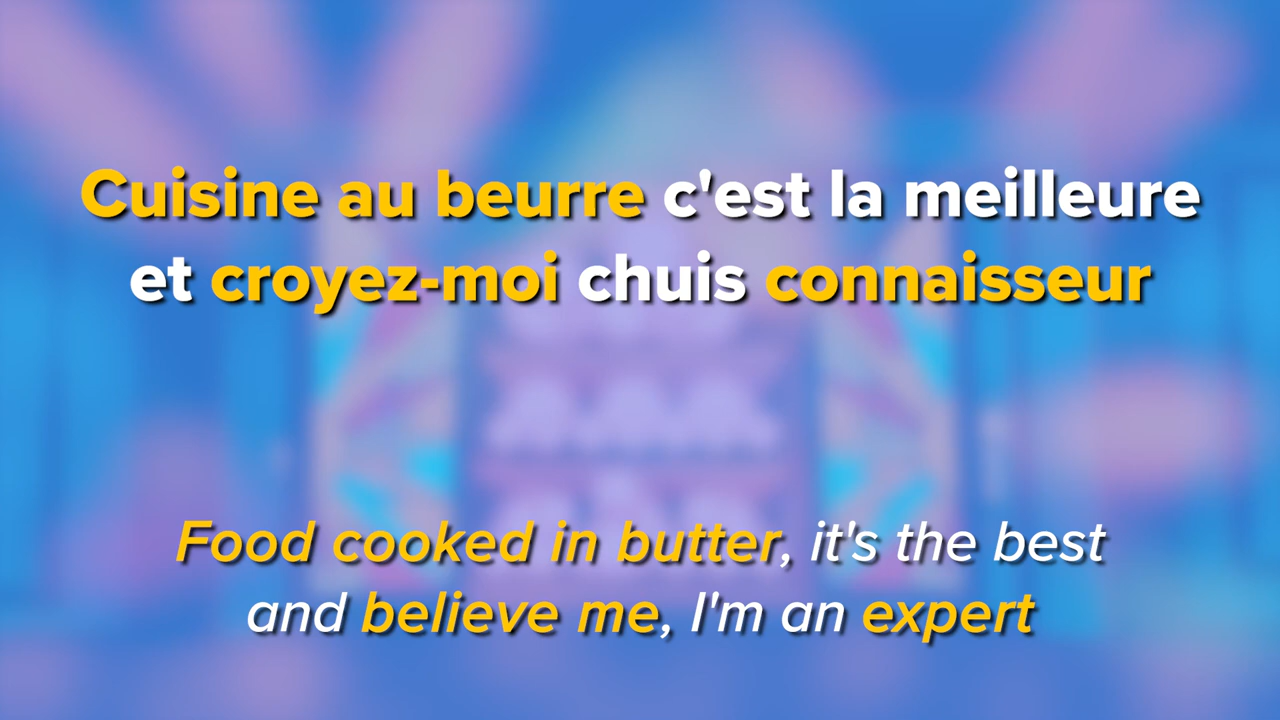 Cuisine au beurre c'est la meilleure
et croyez-moi chuis connaisseur
Food cooked in butter, it's the best
and believe me, I'm an expert